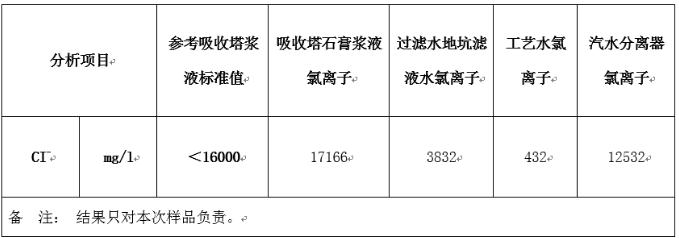 分析项目
参考吸收塔浆
液标准值
吸收塔石膏浆液
氯离子
过滤水地坑滤
液水氯离子
工艺水氯
离子
汽水分离器
氯离子
Cl⁻ mg/l <16000 17166 3832 432 12532
备 注: 结果只对本次样品负责。